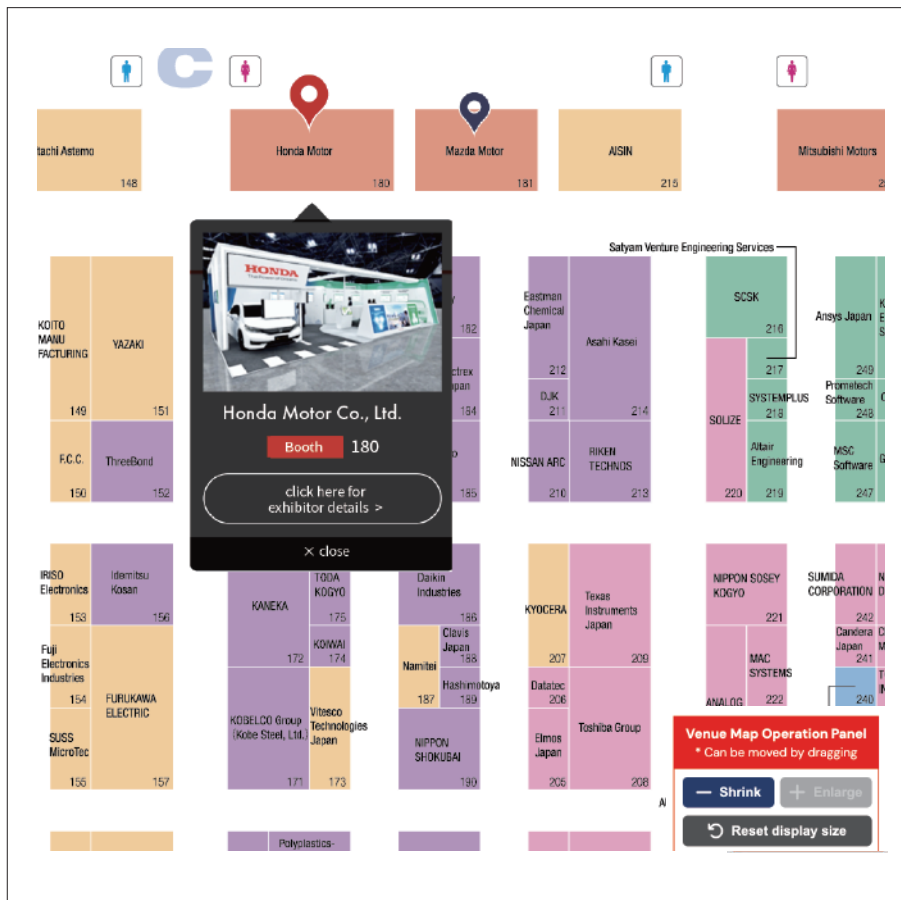 C
tachi Astemo
148
Honda Motor
180
Mazda Motor
181
AISIN
215
Mitsubishi Motors
Satyam Venture Engineering Services
KOITO
MANU
FACTURING
149
YAZAKI
151
F.C.C.
150
ThreeBond
152
HONDA
Honda Motor Co., Ltd.
Booth 180
click here for
exhibitor details >
× close
182
184
185
Eastman
Chemical
Japan
212
Asahi Kasei
214
DJK
211
NISSAN ARC
210
RIKEN
TECHNOS
213
SCSK
216
217
SOLIZE
220
SYSTEMPLUS
218
Altair
Engineering
219
Ansys Japan
249
Prometech
Software
248
MSC
Software
247
IRISO
Electronics
153
Idemitsu
Kosan
156
Fuji
Electronics
Industries
154
FURUKAWA
ELECTRIC
157
SUSS
MicroTec
155
KANEKA
172
TODA
KOGYO
175
KOIWAI
174
KOBELCO Group
(Kobe Steel, Ltd.)
171
Vitesco
Technologies
Japan
173
Daikin
Industries
186
Namitei
187
Clavis
Japan
188
Hashimotoya
189
NIPPON
SHOKUBAI
190
KYOCERA
207
Texas
Instruments
Japan
209
Datatec
206
Elmos
Japan
205
Toshiba Group
208
NIPPON SOSEY
KOGYO
221
ANALOG
MAC
SYSTEMS
222
SUMIDA
CORPORATION
242
Candera
Japan
241
240
Polyplastics-
Venue Map Operation Panel
* Can be moved by dragging
− Shrink
+ Enlarge
Reset display size